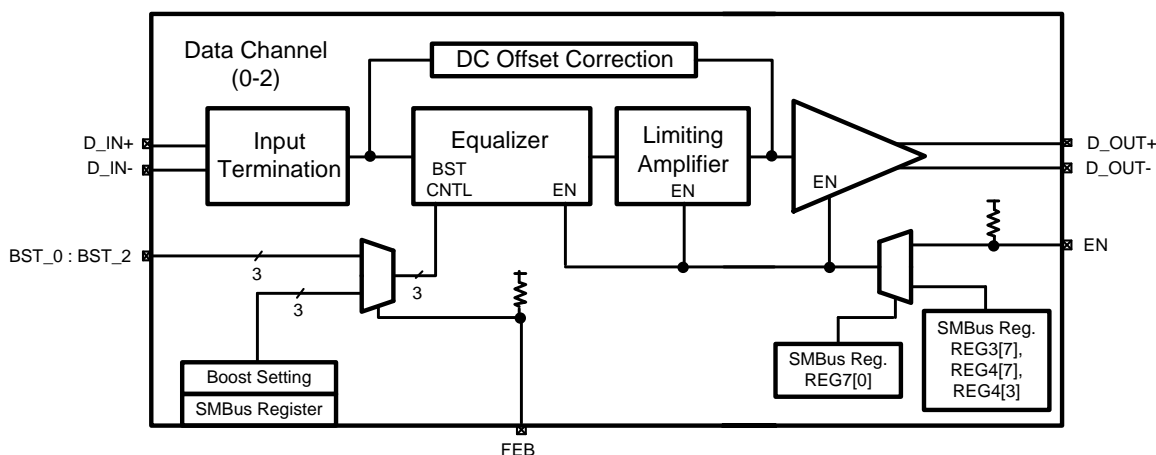 Data Channel
(0-2)
DC Offset Correction
D_IN+
D_IN-
Input
Termination
Equalizer
BST
CNTL
EN
Limiting
Amplifier
EN
EN
D_OUT+
D_OUT-
BST_0 : BST_2
3
3
3
EN
Boost Setting
SMBus Register
SMBus Reg.
REG7[0]
SMBus Reg.
REG3[7],
REG4[7],
REG4[3]
FEB